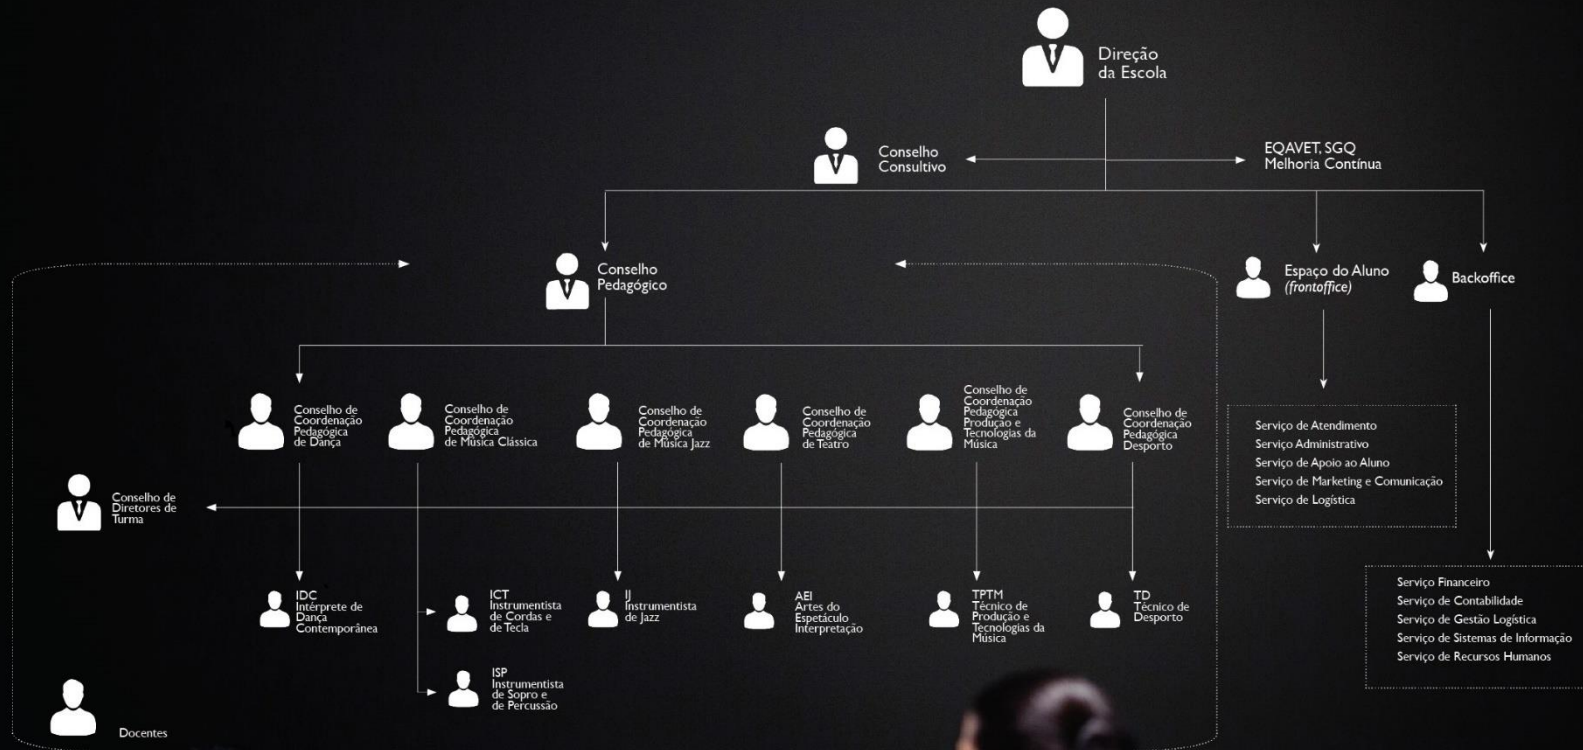 Direção
da Escola
Conselho
Consultivo
EQAVET, SGQ
Melhoria Contínua
Conselho
Pedagógico
Espaço do Aluno
(frontoffice)
Backoffice
Conselho de
Coordenação
Pedagógica
de Dança
Conselho de
Coordenação
Pedagógica
de Música Clássica
Conselho de
Coordenação
Pedagógica
de Música Jazz
Conselho de
Coordenação
Pedagógica
de Teatro
Conselho de
Coordenação
Pedagógica
Produção e
Tecnologias da
Música
Conselho de
Coordenação
Pedagógica
Desporto
Serviço de Atendimento
Serviço Administrativo
Serviço de Apoio ao Aluno
Serviço de Marketing e Comunicação
Serviço de Logística
Conselho de
Diretores de
Turma
IDC
Intérprete de
Dança
Contemporânea
ICT
Instrumentista
de Cordas e
de Tecla
IJ
Instrumentista
de Jazz
AEI
Artes do
Espetáculo
Interpretação
TPTM
Técnico de
Produção e
Tecnologias da
Música
TD
Técnico de
Desporto
Serviço Financeiro
Serviço de Contabilidade
Serviço de Gestão Logística
Serviço de Sistemas de Informação
Serviço de Recursos Humanos
ISP
Instrumentista
de Sopro e
de Percussão
Docentes